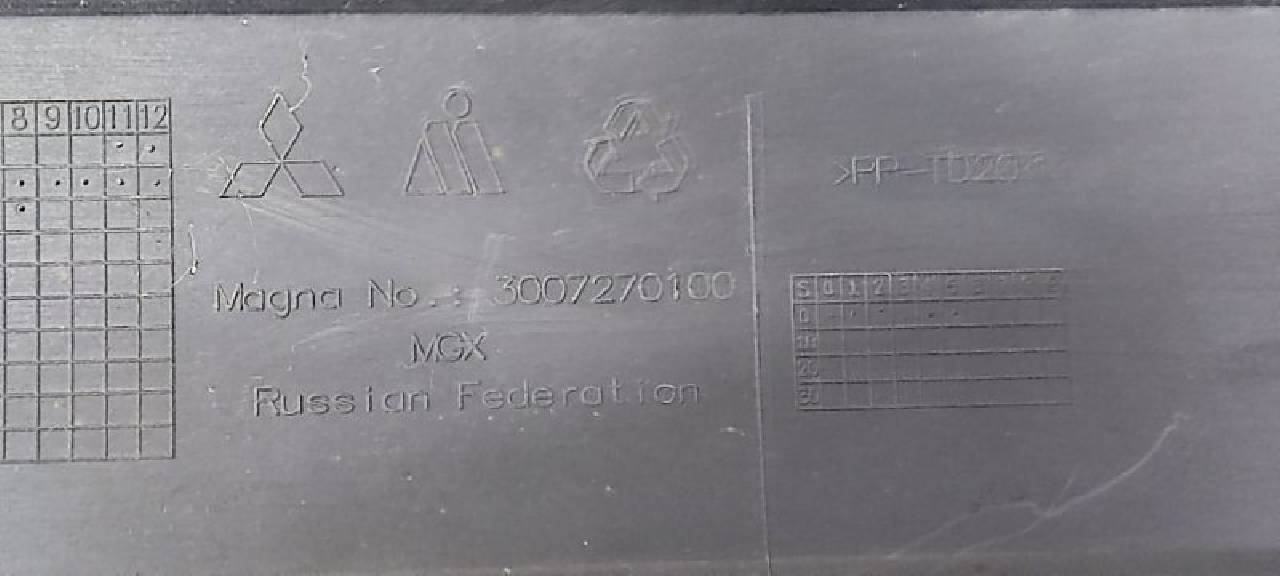 8 9 10 11 12
>PP-TD20<
Magna No.: 3007270100
MGX
Russian Federation
S 0 1 2 3 4 5
0
20
30